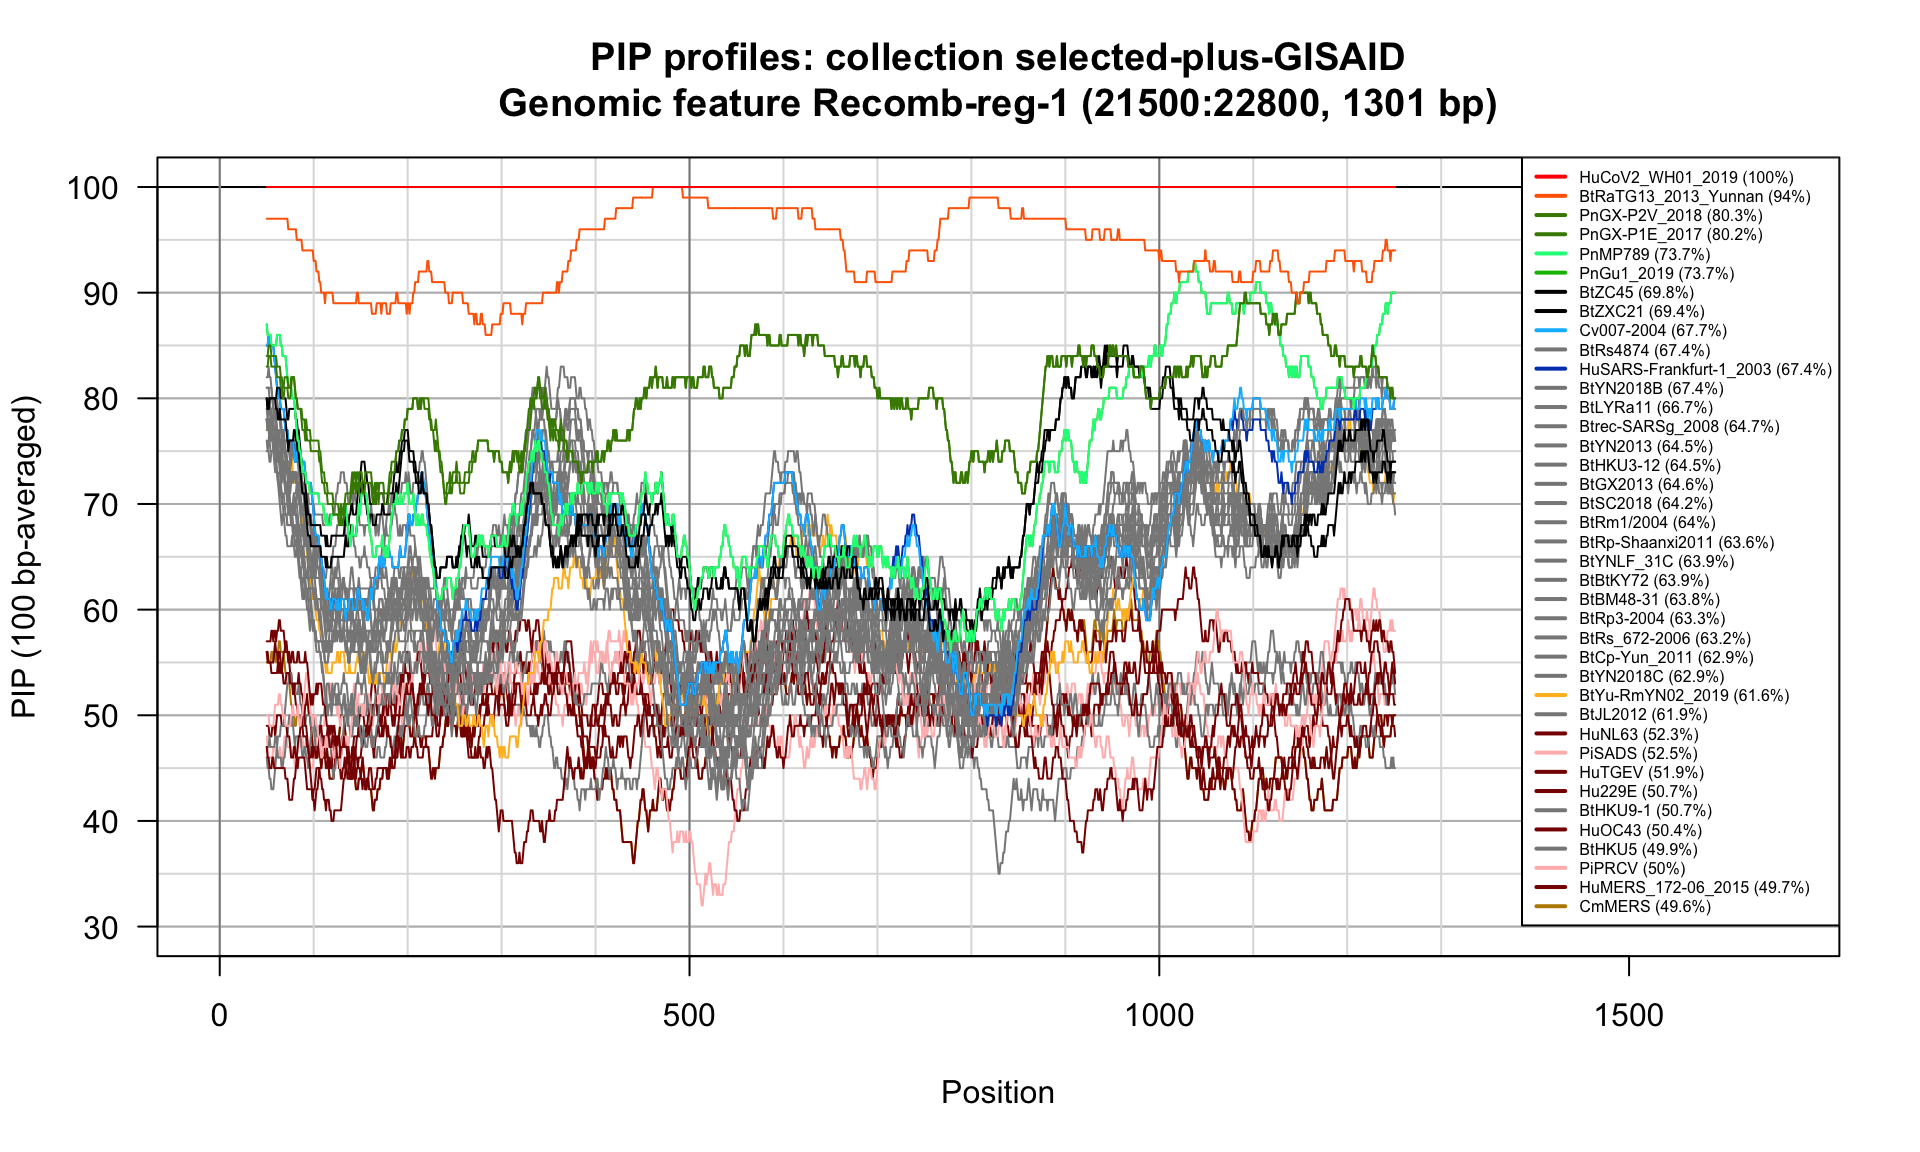 PIP profiles: collection selected-plus-GISAID
Genomic feature Recomb-reg-1 (21500:22800, 1301 bp)
PIP (100 bp-averaged)
100
90
80
70
60
50
40
30
0
500
1000
1500
Position
HuCoV2_WH01_2019 (100%)
BtRaTG13_2013_Yunnan (94%)
PnGX-P2V_2018 (80.3%)
PnGX-P1E_2017 (80.2%)
PnMP789 (73.7%)
PnGu1_2019 (73.7%)
BtZC45 (69.8%)
BtZXC21 (69.4%)
Cv007-2004 (67.7%)
BtRs4874 (67.4%)
HuSARS-Frankfurt-1_2003 (67.4%)
BtYN2018B (67.4%)
BtLYRa11 (66.7%)
Btrec-SARSg_2008 (64.7%)
BtYN2013 (64.5%)
BtHKU3-12 (64.5%)
BtGX2013 (64.6%)
BtSC2018 (64.2%)
BtRm1/2004 (64%)
BtRp-Shaanxi2011 (63.6%)
BtYNLF_31C (63.9%)
BtBtKY72 (63.9%)
BtBM48-31 (63.8%)
BtRp3-2004 (63.3%)
BtRs_672-2006 (63.2%)
BtCp-Yun_2011 (62.9%)
BtYN2018C (62.9%)
BtYu-RmYN02_2019 (61.6%)
BtJL2012 (61.9%)
HuNL63 (52.3%)
PiSADS (52.5%)
HuTGEV (51.9%)
Hu229E (50.7%)
BtHKU9-1 (50.7%)
HuOC43 (50.4%)
BtHKU5 (49.9%)
PiPRCV (50%)
HuMERS_172-06_2015 (49.7%)
CmMERS (49.6%)